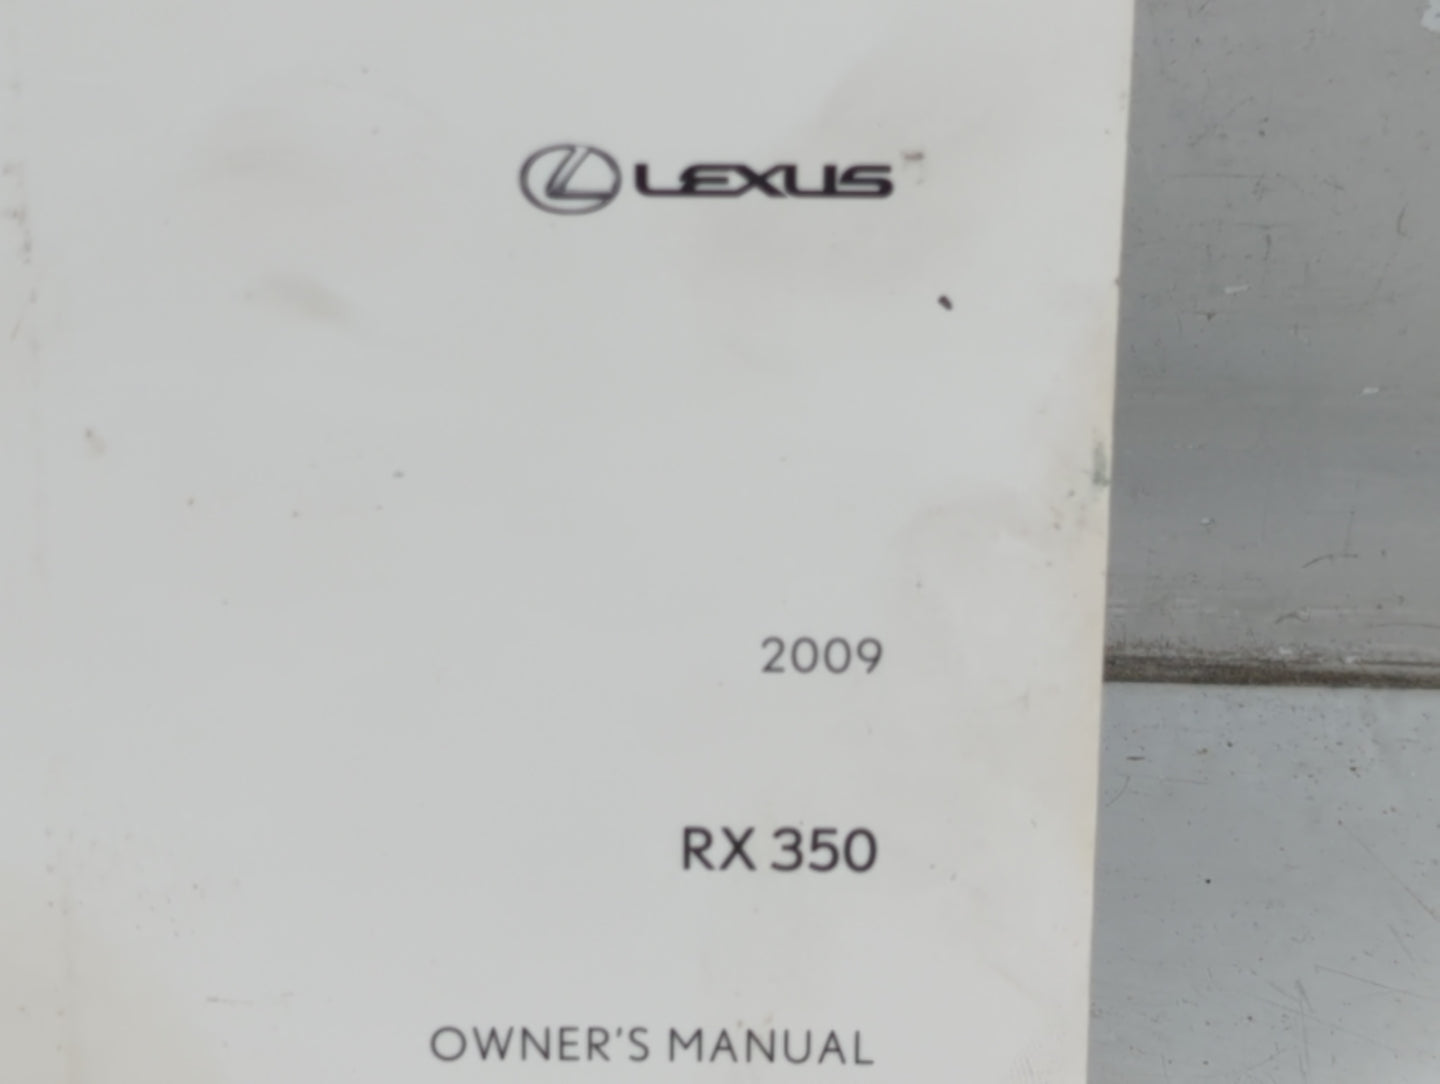 LEXUS
2009
RX 350
OWNER'S MANUAL